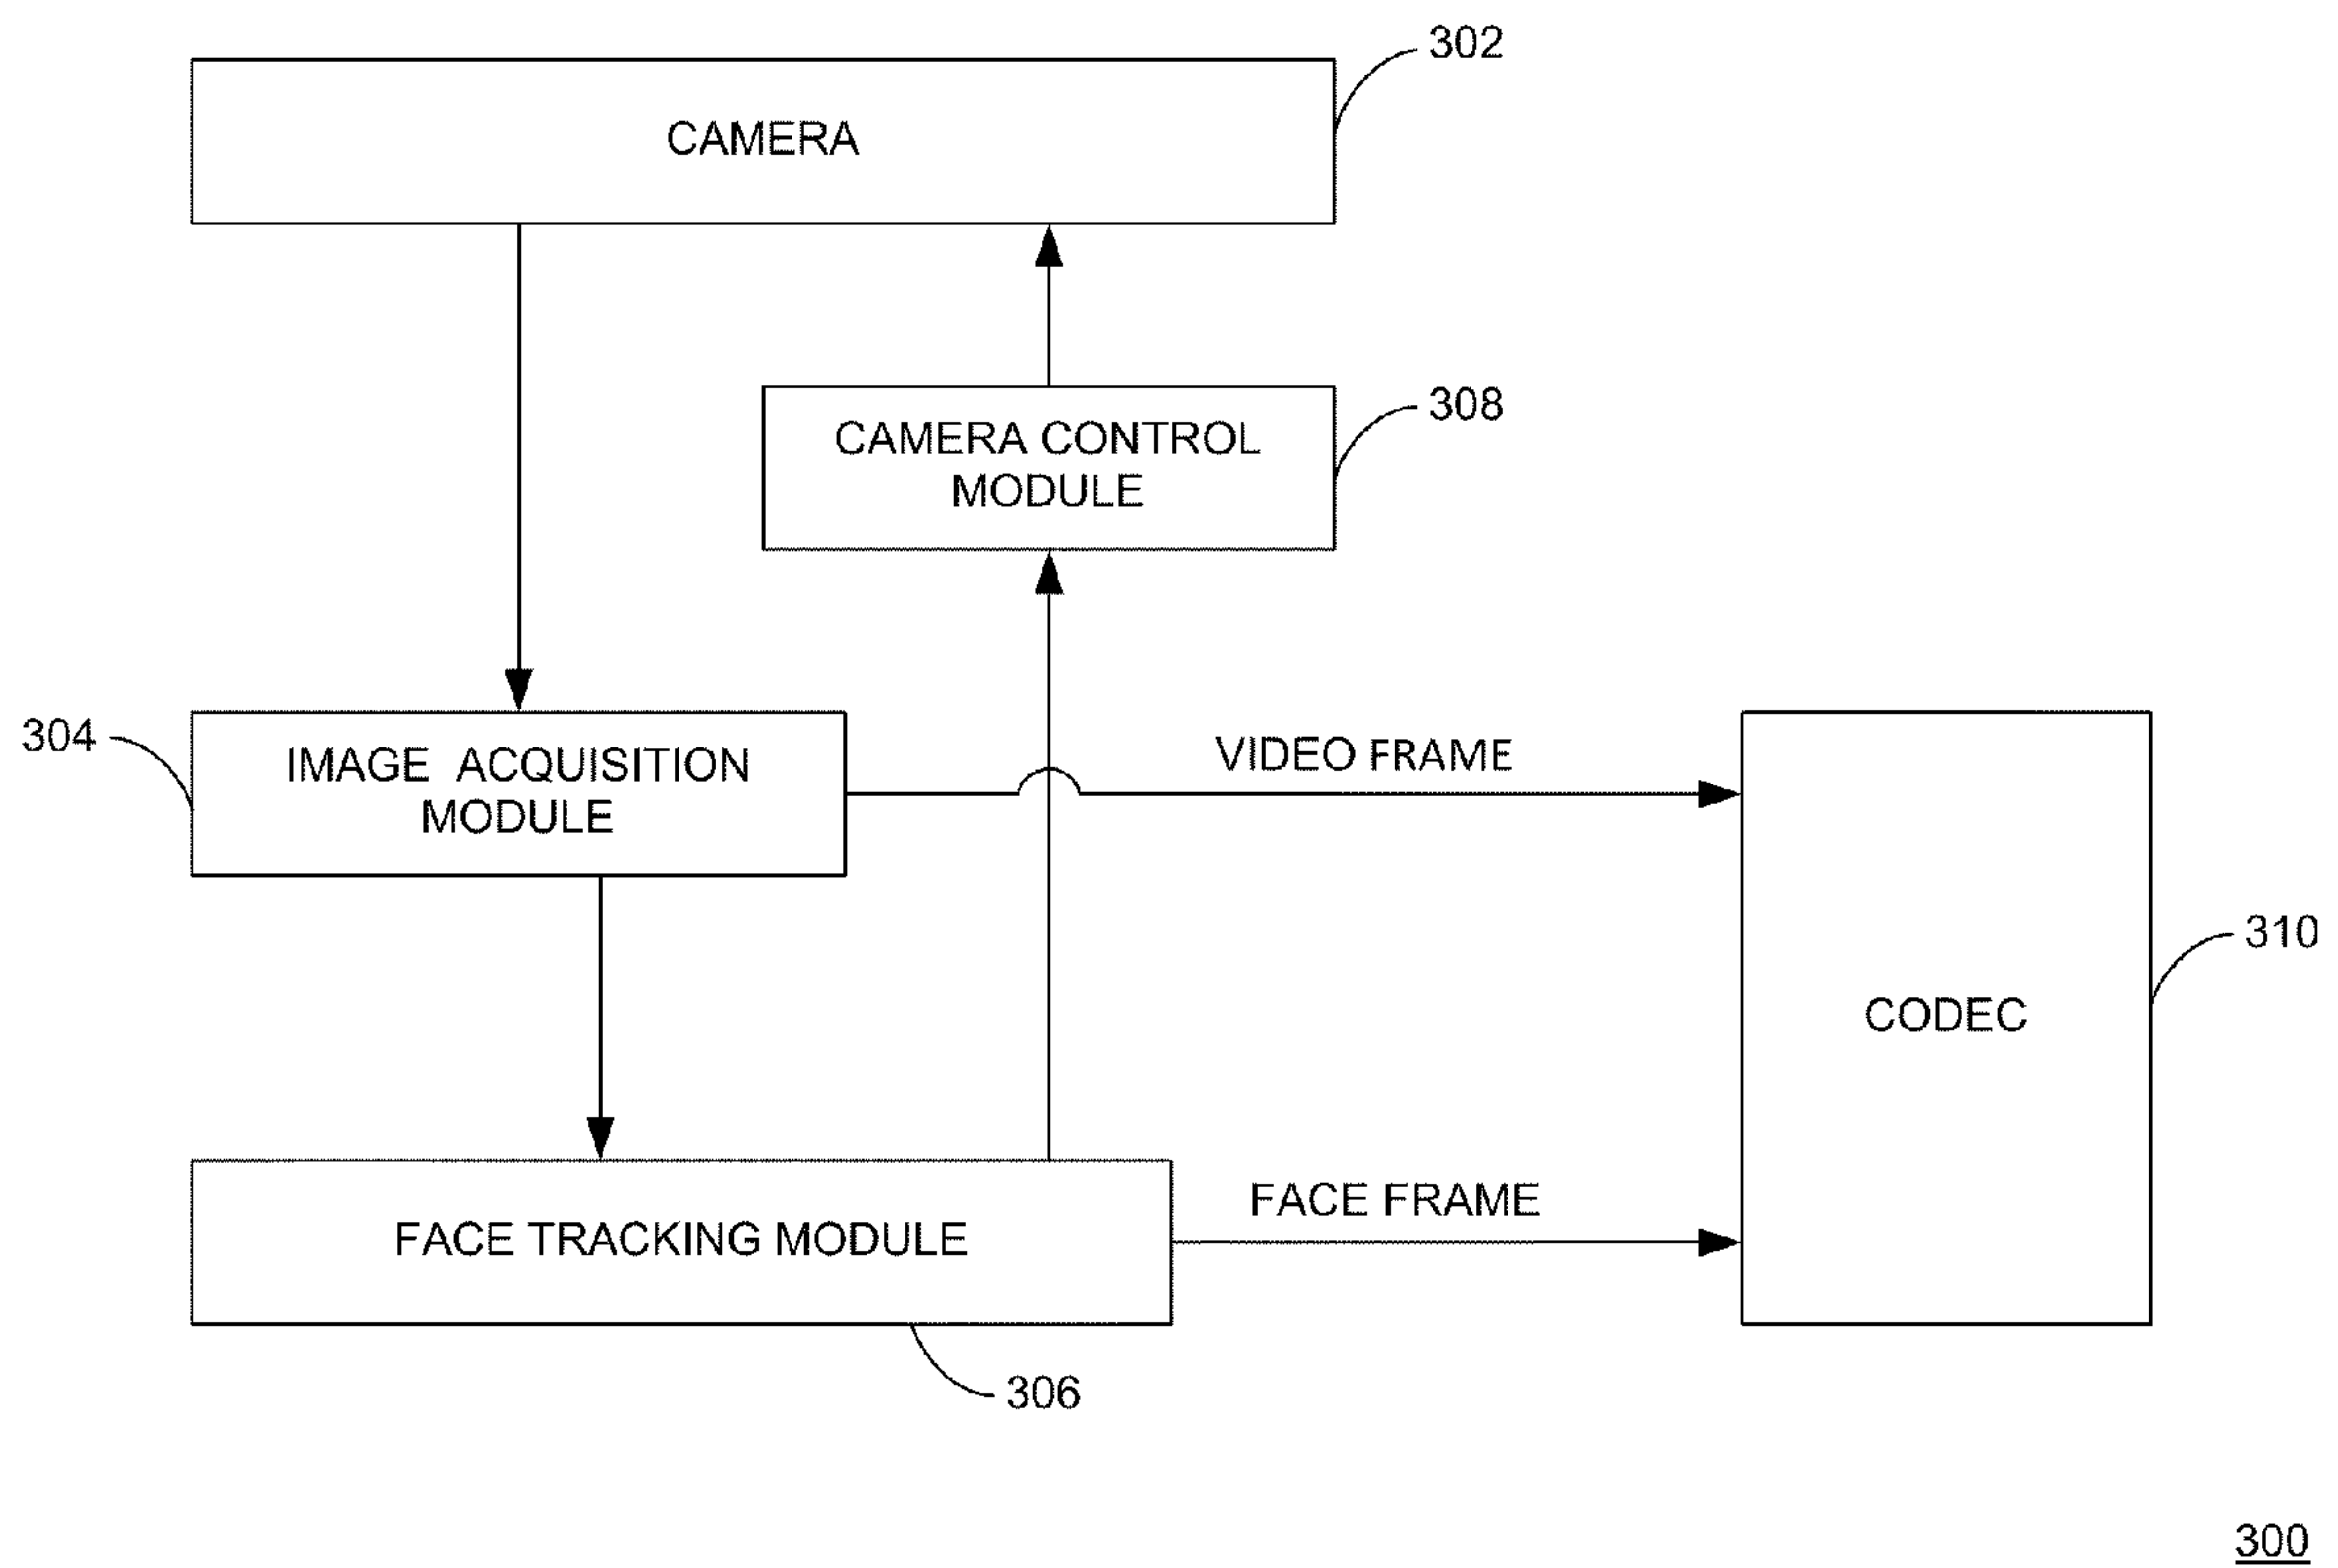 302
CAMERA
308
CAMERA CONTROL
MODULE
304
IMAGE ACQUISITION
MODULE
VIDEO FRAME
310
CODEC
FACE FRAME
FACE TRACKING MODULE
306
300